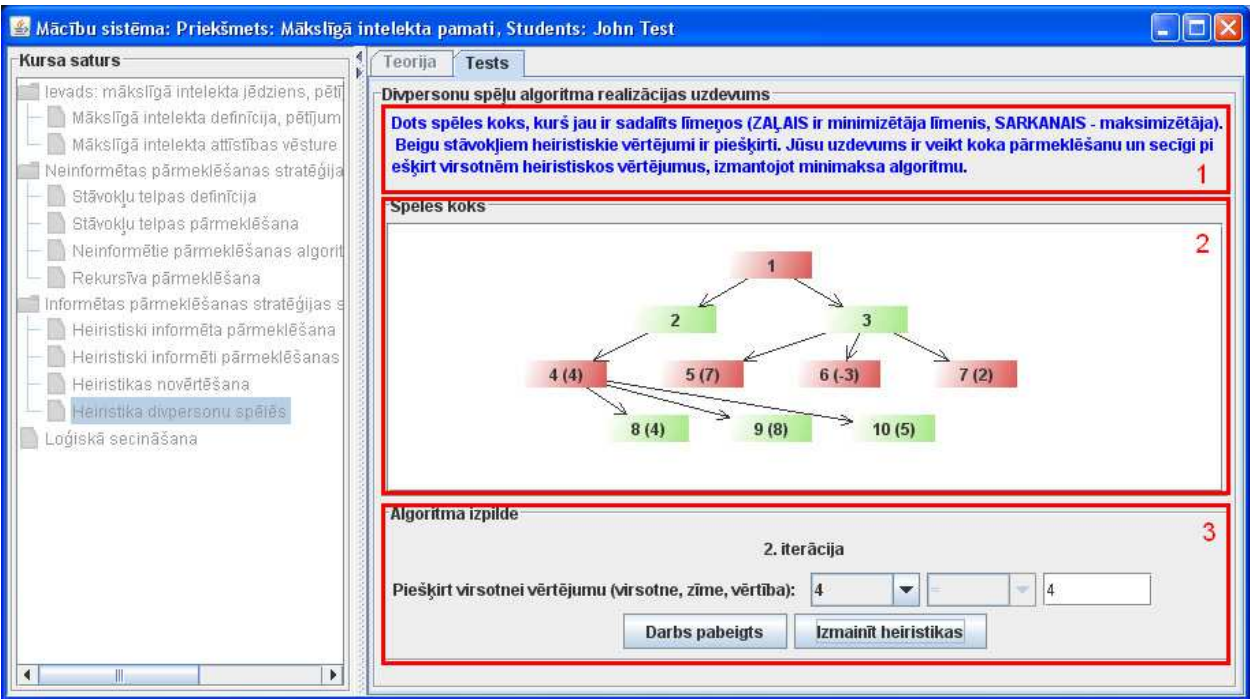 Mācību sistēma: Priekšmets: Mākslīgā intelekta pamati, Students: John Test
Kursa saturs
Ievads: mākslīgā intelekta jēdziens, pētī
Mākslīgā intelekta definīcija, pētījum
Mākslīgā intelekta attīstības vēsture
Neinformētas pārmeklēšanas stratēģija
Stāvokļu telpas definīcija
Stāvokļu telpas pārmeklēšana
Neinformētie pārmeklēšanas algorit
Rekursīva pārmeklēšana
Informētas pārmeklēšanas stratēģijas s
Heiristiski informēta pārmeklēšana
Heiristiski informēti pārmeklēšanas
Heiristikas novērtēšana
Heiristika divpersonu spēlēs
Loģiskā secināšana
Teorija
Tests
Divpersonu spēļu algoritma realizācijas uzdevums
Dots spēles koks, kurš jau ir sadalīts līmeņos (ZAĻAIS ir minimizētāja līmenis, SARKANAIS - maksimizētāja).
Beigu stāvokļiem heiristiskie vērtējumi ir piešķirti. Jūsu uzdevums ir veikt koka pārmeklēšanu un secīgi pi
ešķirt virsotnēm heiristiskos vērtējumus, izmantojot minimaksa algoritmu.
1
Spēles koks
2
1
2
3
4 (4)
5 (7)
6 (-3)
7 (2)
8 (4)
9 (8)
10 (5)
Algoritma izpilde
3
2. iterācija
Piešķirt virsotnei vērtējumu (virsotne, zīme, vērtība):
4
=
4
Darbs pabeigts
Izmainīt heiristikas